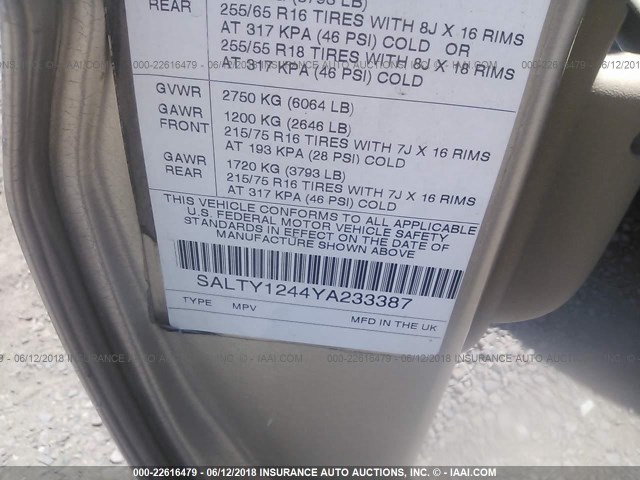 REAR
255/65 R16 TIRES WITH 8J X 16 RIMS
AT 317 KPA (46 PSI) COLD OR
255/55 R18 TIRES WITH 8J X 18 RIMS
AT 317 KPA (46 PSI) COLD
GVWR 2750 KG (6064 LB)
GAWR 1200 KG (2646 LB)
FRONT 215/75 R16 TIRES WITH 7J X 16 RIMS
AT 193 KPA (28 PSI) COLD
GAWR 1720 KG (3793 LB)
REAR 215/75 R16 TIRES WITH 7J X 16 RIMS
AT 317 KPA (46 PSI) COLD
THIS VEHICLE CONFORMS TO ALL APPLICABLE
U.S. FEDERAL MOTOR VEHICLE SAFETY
STANDARDS IN EFFECT ON THE DATE OF
MANUFACTURE SHOWN ABOVE
SALTY1244YA233387
TYPE MPV MFD IN THE UK
000-22616479 - 06/12/2018 INSURANCE AUTO AUCTIONS, INC. - © - IAAI.COM